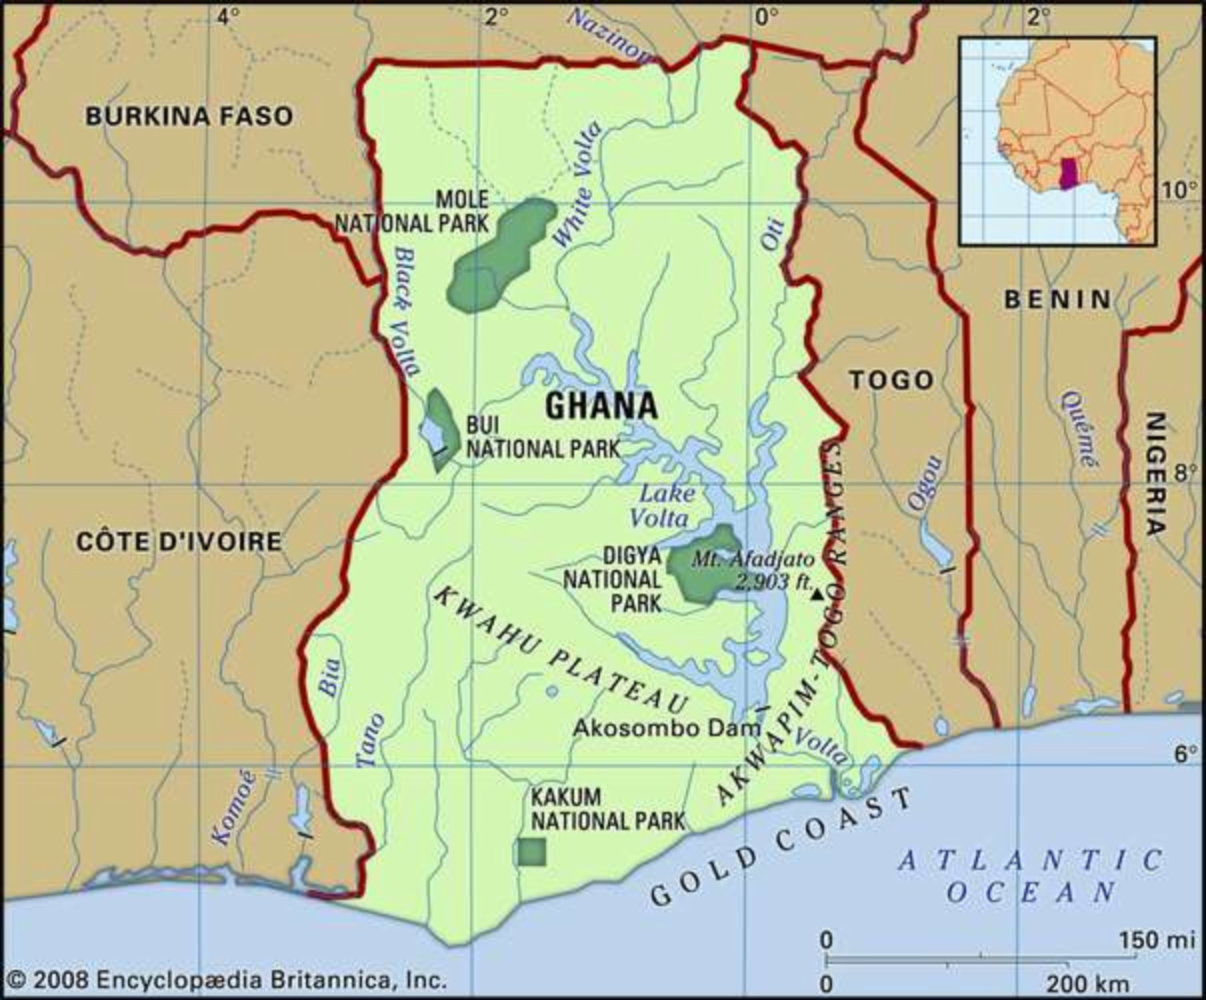 4°
2°
0°
2°
Nazinon
BURKINA FASO
MOLE
NATIONAL PARK
White Volta
10°
Oti
Black Volta
BENIN
TOGO
GHANA
BUI
NATIONAL PARK
Ouémé
NIGERIA
8°
Ogou
Lake
Volta
CÔTE D'IVOIRE
DIGYA
NATIONAL
PARK
Mt. Afadjato
2,903 ft.
AKWAPIM-TOGO RANGES
KWAHU PLATEAU
Bia
Tano
Akosombo Dam
Volta
6°
Komoé
KAKUM
NATIONAL PARK
GOLD COAST
ATLANTIC
OCEAN
0
150 mi
0
200 km
© 2008 Encyclopædia Britannica, Inc.